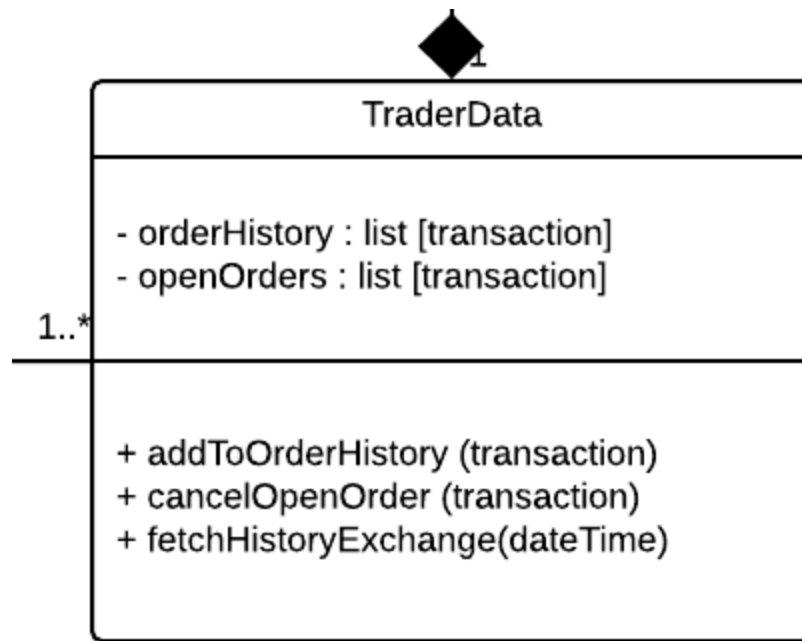 1
TraderData
- orderHistory : list [transaction]
- openOrders : list [transaction]
1..*
+ addToOrderHistory (transaction)
+ cancelOpenOrder (transaction)
+ fetchHistoryExchange(dateTime)